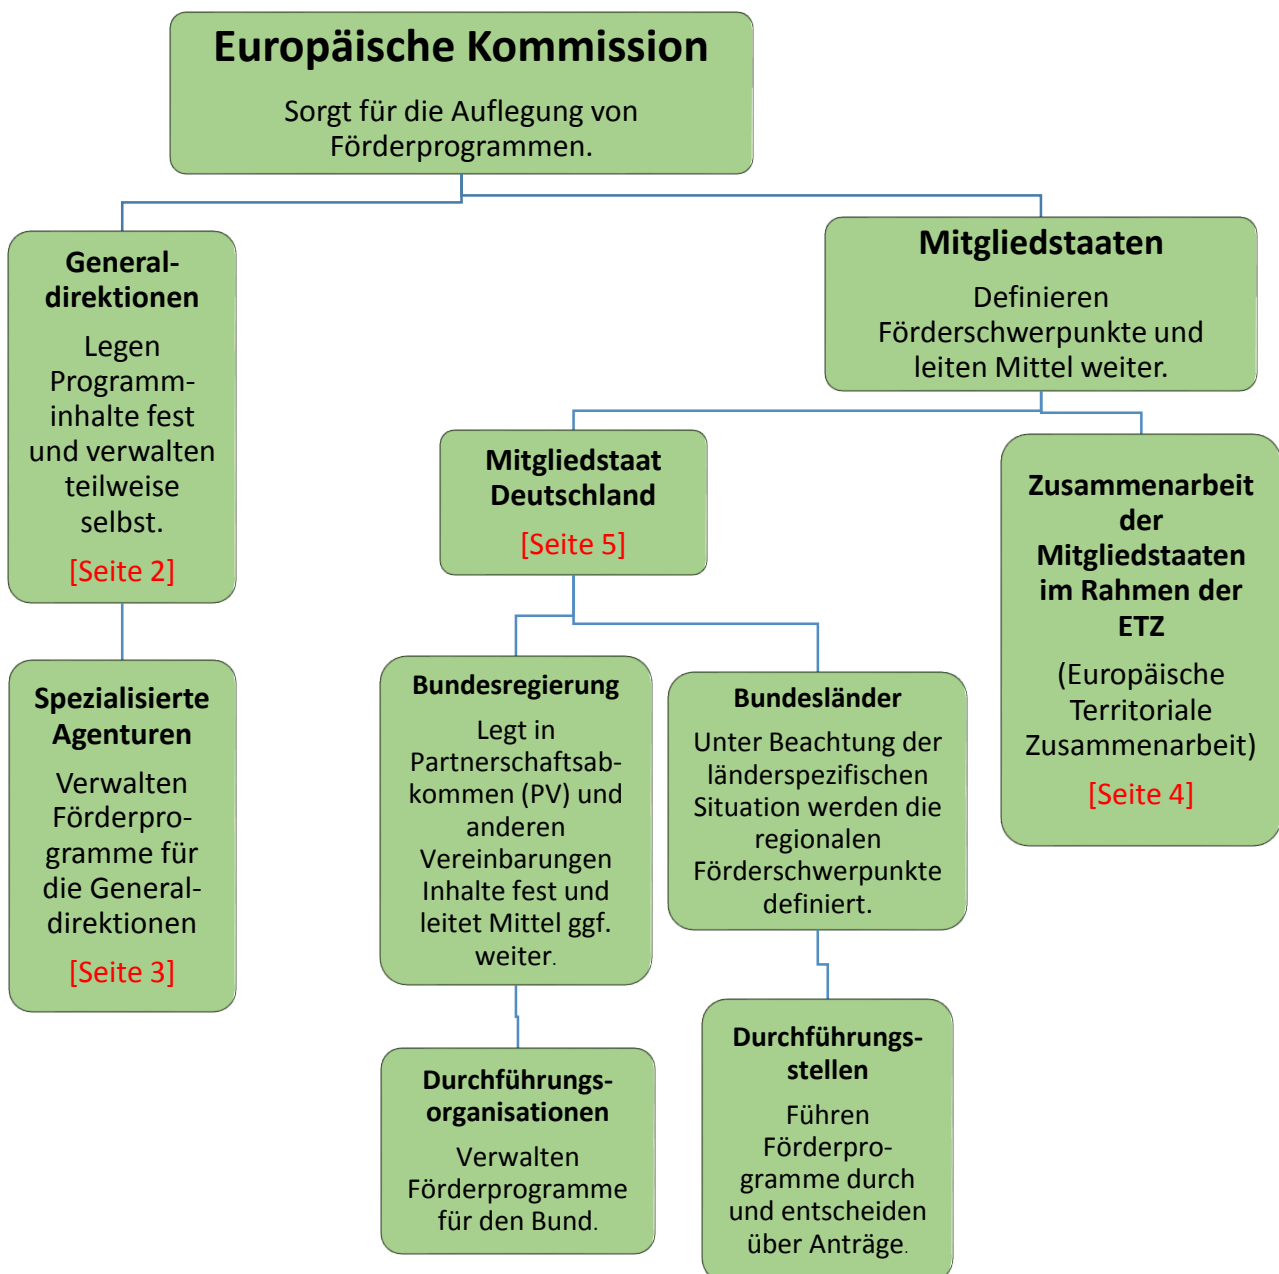 Europäische Kommission
Sorgt für die Auflegung von
Förderprogrammen.
General-
direktionen
Legen
Programm-
inhalte fest
und verwalten
teilweise
selbst.
[Seite 2]
Mitgliedstaaten
Definieren
Förderschwerpunkte und
leiten Mittel weiter.
Mitgliedstaat
Deutschland
[Seite 5]
Zusammenarbeit
der
Mitgliedstaaten
im Rahmen der
ETZ
(Europäische
Territoriale
Zusammenarbeit)
[Seite 4]
Spezialisierte
Agenturen
Verwalten
Förderpro-
gramme für
die General-
direktionen
[Seite 3]
Bundesregierung
Legt in
Partnerschaftsab-
kommen (PV) und
anderen
Vereinbarungen
Inhalte fest und
leitet Mittel ggf.
weiter.
Bundesländer
Unter Beachtung der
länderspezifischen
Situation werden die
regionalen
Förderschwerpunkte
definiert.
Durchführungs-
organisationen
Verwalten
Förderprogramme
für den Bund.
Durchführungs-
stellen
Führen
Förderpro-
gramme durch
und entscheiden
über Anträge.